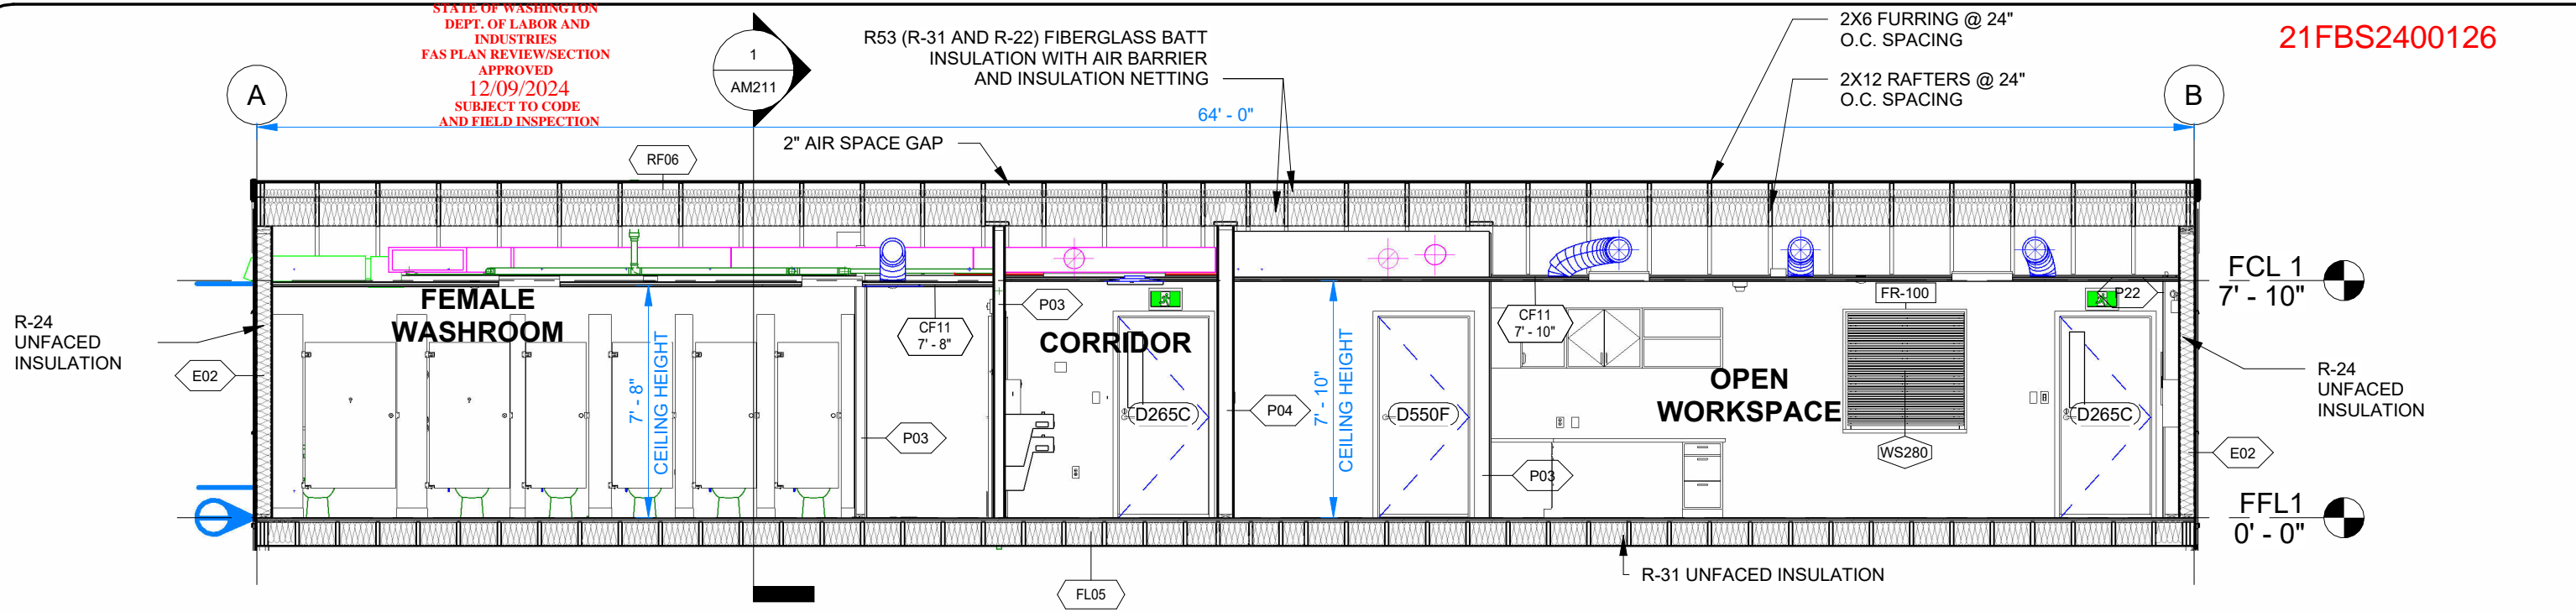 STATE OF WASHINGTON
DEPT. OF LABOR AND
INDUSTRIES
FAS PLAN REVIEW/SECTION
APPROVED
12/09/2024
SUBJECT TO CODE
AND FIELD INSPECTION
1
AM211
R53 (R-31 AND R-22) FIBERGLASS BATT
INSULATION WITH AIR BARRIER
AND INSULATION NETTING
2X6 FURRING @ 24"
O.C. SPACING
2X12 RAFTERS @ 24"
O.C. SPACING
21FBS2400126
A
B
64' - 0"
2" AIR SPACE GAP
RF06
FCL 1
7' - 10"
R-24
UNFACED
INSULATION
E02
FEMALE
WASHROOM
7' - 8"
CEILING HEIGHT
P03
CF11
7' - 8"
P03
CORRIDOR
D265C
P04
7' - 10"
CEILING HEIGHT
D550F
P03
CF11
7' - 10"
OPEN
WORKSPACE
FR-100
WS280
P22
D265C
R-24
UNFACED
INSULATION
E02
FFL1
0' - 0"
R-31 UNFACED INSULATION
FL05